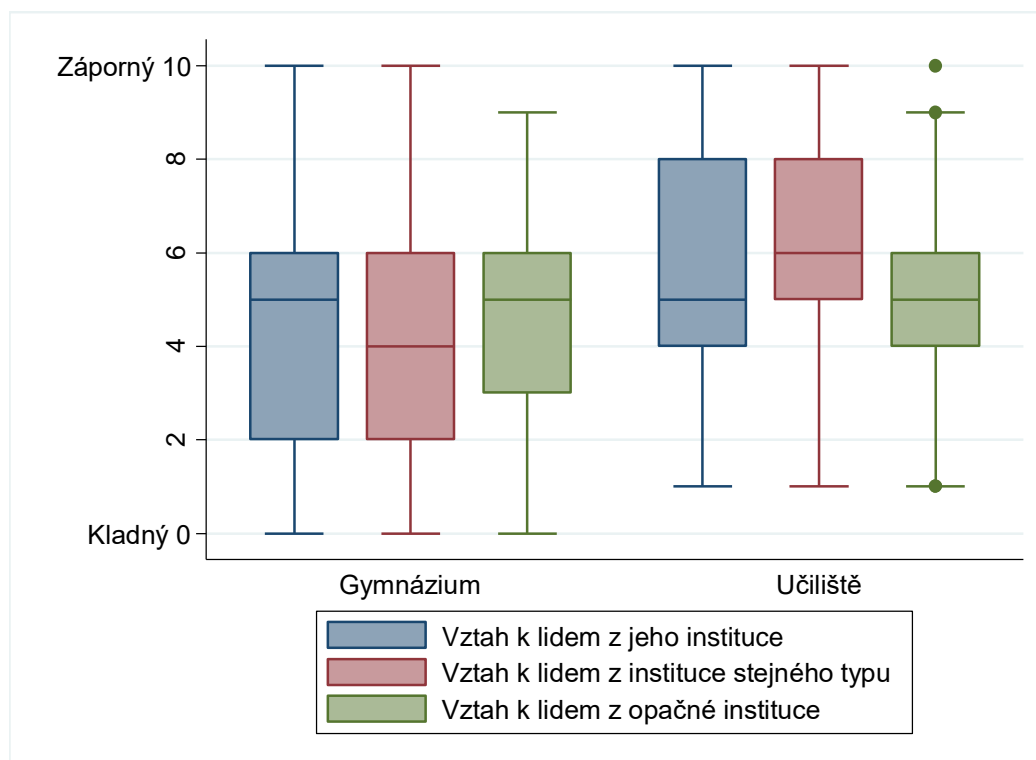 Záporný 10
8
6
4
2
Kladný 0
Gymnázium Učiliště
Vztah k lidem z jeho instituce
Vztah k lidem z instituce stejného typu
Vztah k lidem z opačné instituce